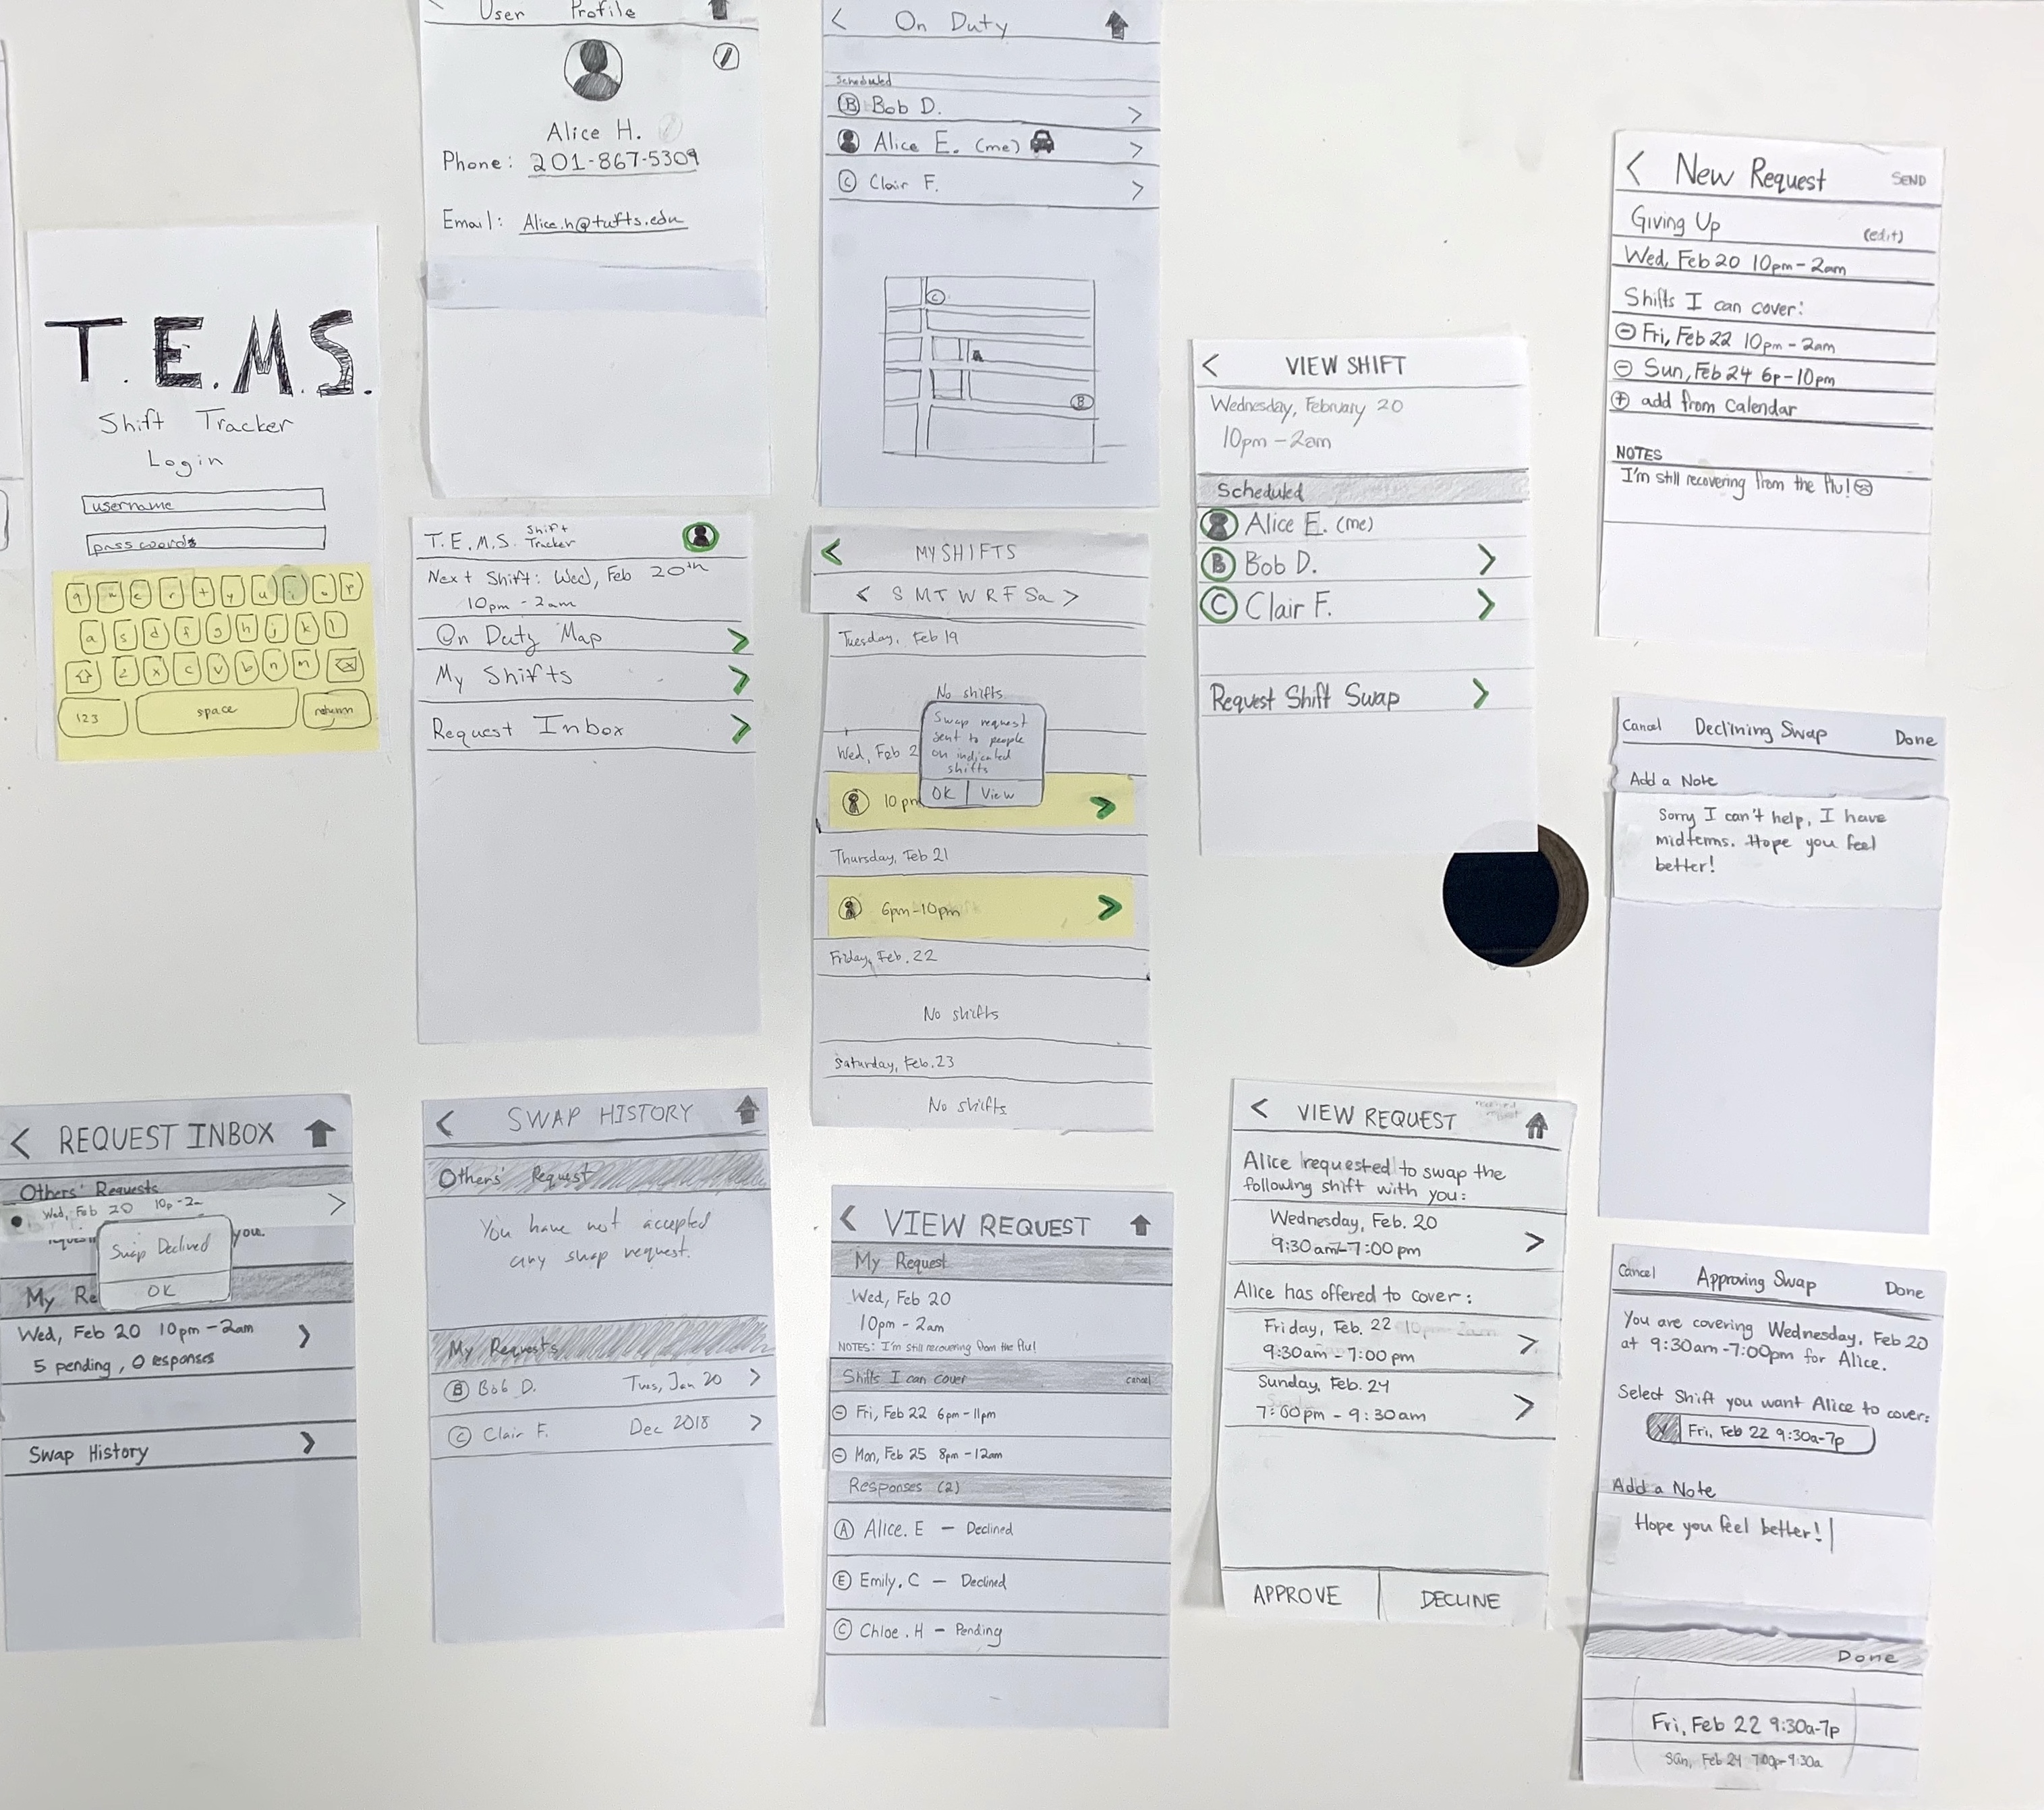 User Profile
Alice H.
Phone: 201-867-5309
Email: Alice.h@tufts.edu
< On Duty
Scheduled
B Bob D. >
Alice E. (me) >
C Clair F. >
C
B
T.E.M.S.
Shift Tracker
Login
username
password
q w e r t y u i o p
a s d f g h j k l
z x c v b n m
123 space return
T.E.M.S. Shift Tracker
Next Shift: Wed, Feb 20th
10pm - 2am
On Duty Map >
My Shifts >
Request Inbox >
< MY SHIFTS
< S M T W R F Sa >
Tuesday, Feb 19
No shifts
Swap request
sent to people
on indicated
shifts
OK | View
Wed, Feb 2
10pm >
Thursday, Feb 21
6pm-10pm >
Friday, Feb. 22
No shifts
Saturday, Feb. 23
No shifts
< VIEW SHIFT
Wednesday, February 20
10pm - 2am
Scheduled
Alice E. (me)
B Bob D. >
C Clair F. >
Request Shift Swap >
< New Request SEND
Giving Up (edit)
Wed, Feb 20 10pm - 2am
Shifts I can cover:
Fri, Feb 22 10pm - 2am
Sun, Feb 24 6p-10pm
+ add from Calendar
NOTES
I'm still recovering from the flu!
Cancel Declining Swap Done
Add a Note
Sorry I can't help, I have
midterms. Hope you feel
better!
< REQUEST INBOX
Others' Requests
Wed, Feb 20 10p-2 >
you.
Swap Declined
OK
My Re
Wed, Feb 20 10pm - 2am >
5 pending, 0 responses
Swap History >
< SWAP HISTORY
Others' Request
You have not accepted
any swap request.
My Requests
B Bob D. Tues, Jan 20 >
C Clair F. Dec 2018 >
< VIEW REQUEST
My Request
Wed, Feb 20
10pm - 2am
NOTES: I'm still recovering from the flu!
Shifts I can cover cancel
Fri, Feb 22 6pm-11pm
Mon, Feb 25 8pm-12am
Responses (2)
A Alice. E - Declined
E Emily. C - Declined
C Chloe. H - Pending
< VIEW REQUEST
Alice requested to swap the
following shift with you:
Wednesday, Feb. 20
9:30am-7:00pm >
Alice has offered to cover:
Friday, Feb. 22
9:30am - 7:00pm >
Sunday, Feb. 24
7:00pm - 9:30am >
APPROVE | DECLINE
Cancel Approving Swap Done
You are covering Wednesday, Feb 20
at 9:30am-7:00pm for Alice.
Select Shift you want Alice to cover:
Fri, Feb 22 9:30a-7p
Add a Note
Hope you feel better!
Done
Fri, Feb 22 9:30a-7p
Sun, Feb 24 7:00p-9:30a